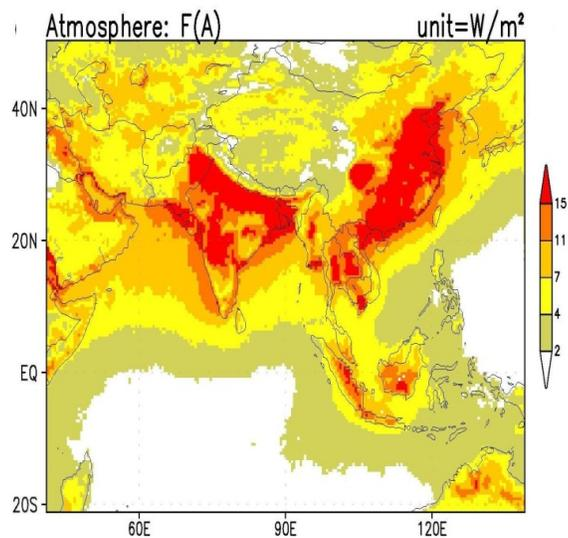 Atmosphere: F(A) unit=W/m²
40N
20N
EQ
20S
60E 90E 120E
15
11
7
4
2